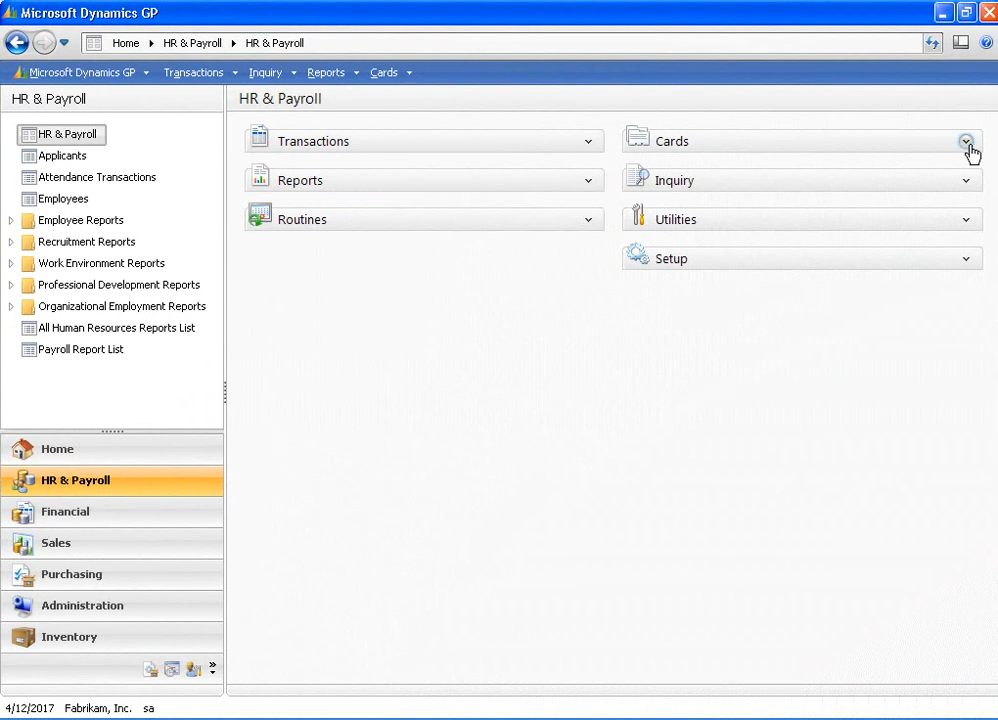 Microsoft Dynamics GP
Home HR & Payroll HR & Payroll
Microsoft Dynamics GP Transactions Inquiry Reports Cards
HR & Payroll
HR & Payroll
Applicants
Attendance Transactions
Employees
Employee Reports
Recruitment Reports
Work Environment Reports
Professional Development Reports
Organizational Employment Reports
All Human Resources Reports List
Payroll Report List
Home
HR & Payroll
Financial
Sales
Purchasing
Administration
Inventory
HR & Payroll
Transactions
Cards
Reports
Inquiry
Routines
Utilities
Setup
4/12/2017 Fabrikam, Inc. sa